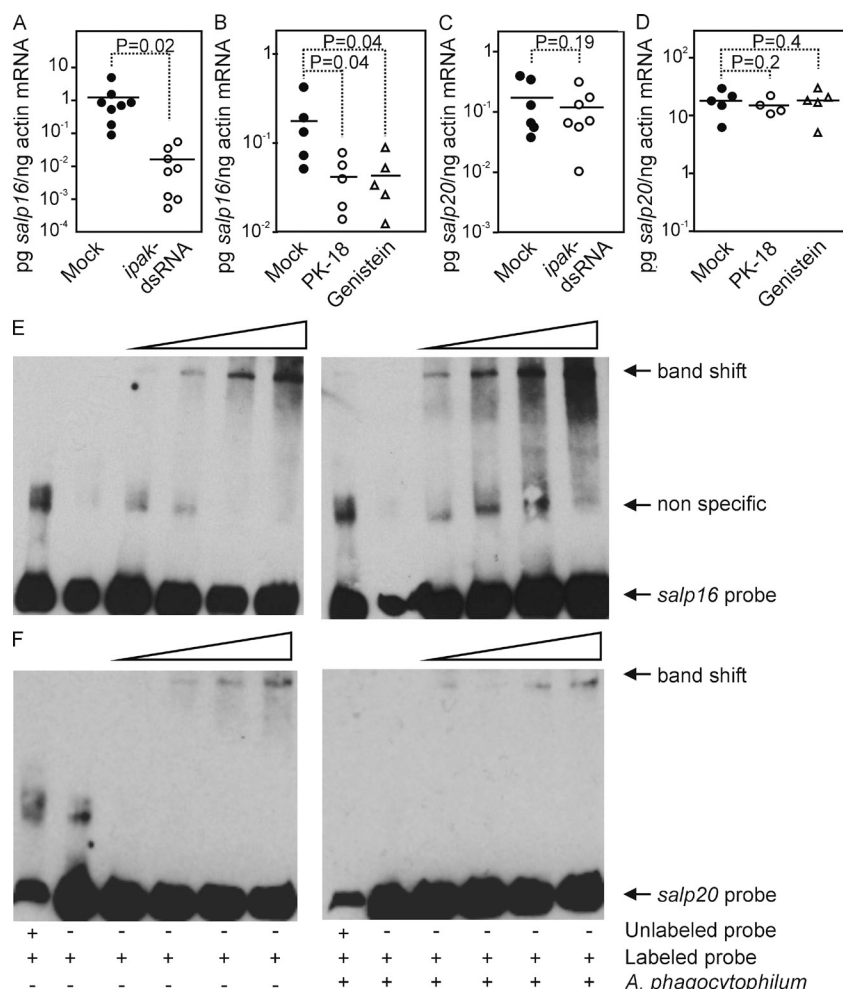 A
pg salp16/ng actin mRNA
10
1
10-1
10-2
10-3
10-4
P=0.02
Mock
ipak-
dsRNA
B
pg salp16/ng actin mRNA
1
10-1
10-2
P=0.04
P=0.04
Mock
PK-18
Genistein
C
pg salp20/ng actin mRNA
1
10-1
10-2
10-3
P=0.19
Mock
ipak-
dsRNA
D
pg salp20/ng actin mRNA
102
10
1
10-1
P=0.4
P=0.2
Mock
PK-18
Genistein
E
band shift
non specific
salp16 probe
F
band shift
salp20 probe
+ - - - - - + - - - - - Unlabeled probe
+ + + + + + + + + + + + Labeled probe
- - - - - - + + + + + + A. phagocytophilum